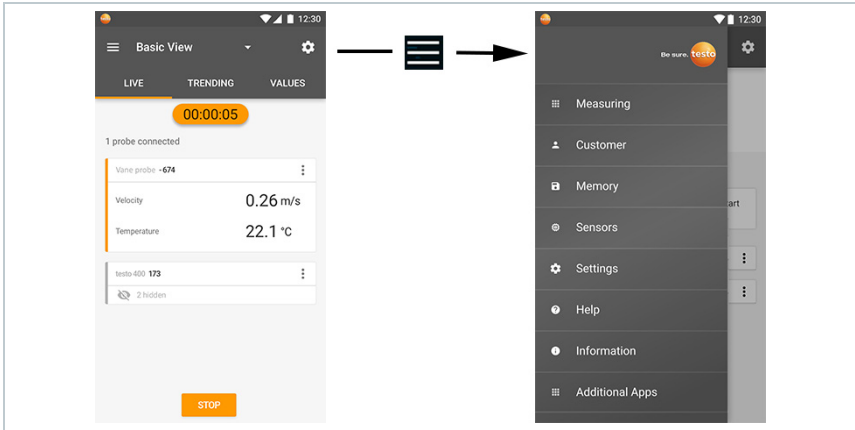 12:30
Basic View
LIVE TRENDING VALUES
00:00:05
1 probe connected
Vane probe -674
Velocity 0.26 m/s
Temperature 22.1 °C
testo 400 173
2 hidden
STOP
12:30
Be sure. testo
Measuring
Customer
Memory
Sensors
Settings
Help
Information
Additional Apps
art